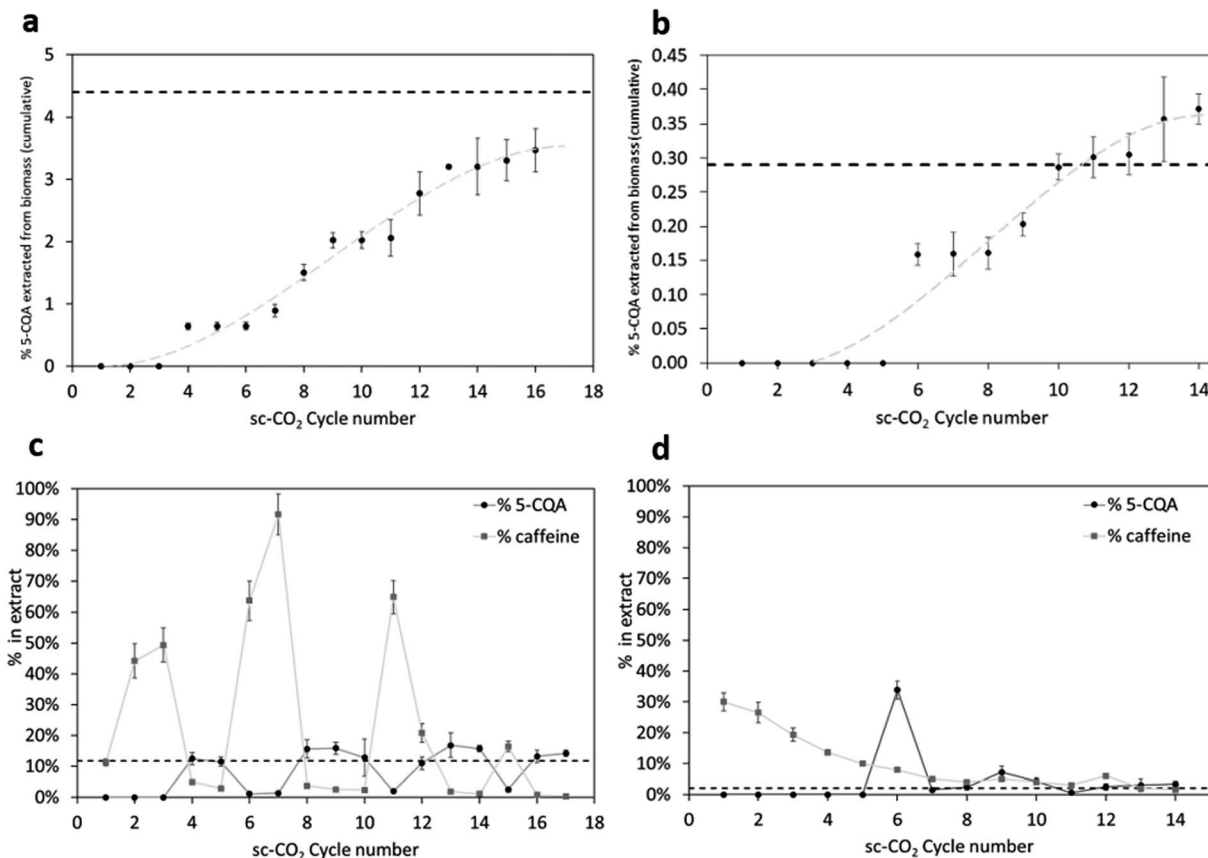 a
5
4
3
2
1
0
% 5-CQA extracted from biomass (cumulative)
0 2 4 6 8 10 12 14 16 18
sc-CO₂ Cycle number
b
0.45
0.40
0.35
0.30
0.25
0.20
0.15
0.10
0.05
0.00
% 5-CQA extracted from biomass (cumulative)
0 2 4 6 8 10 12 14
sc-CO₂ Cycle number
c
100%
90%
80%
70%
60%
50%
40%
30%
20%
10%
0%
% in extract
% 5-CQA
% caffeine
0 2 4 6 8 10 12 14 16 18
sc-CO₂ Cycle number
d
100%
90%
80%
70%
60%
50%
40%
30%
20%
10%
0%
% in extract
% 5-CQA
% caffeine
0 2 4 6 8 10 12 14
sc-CO₂ Cycle number